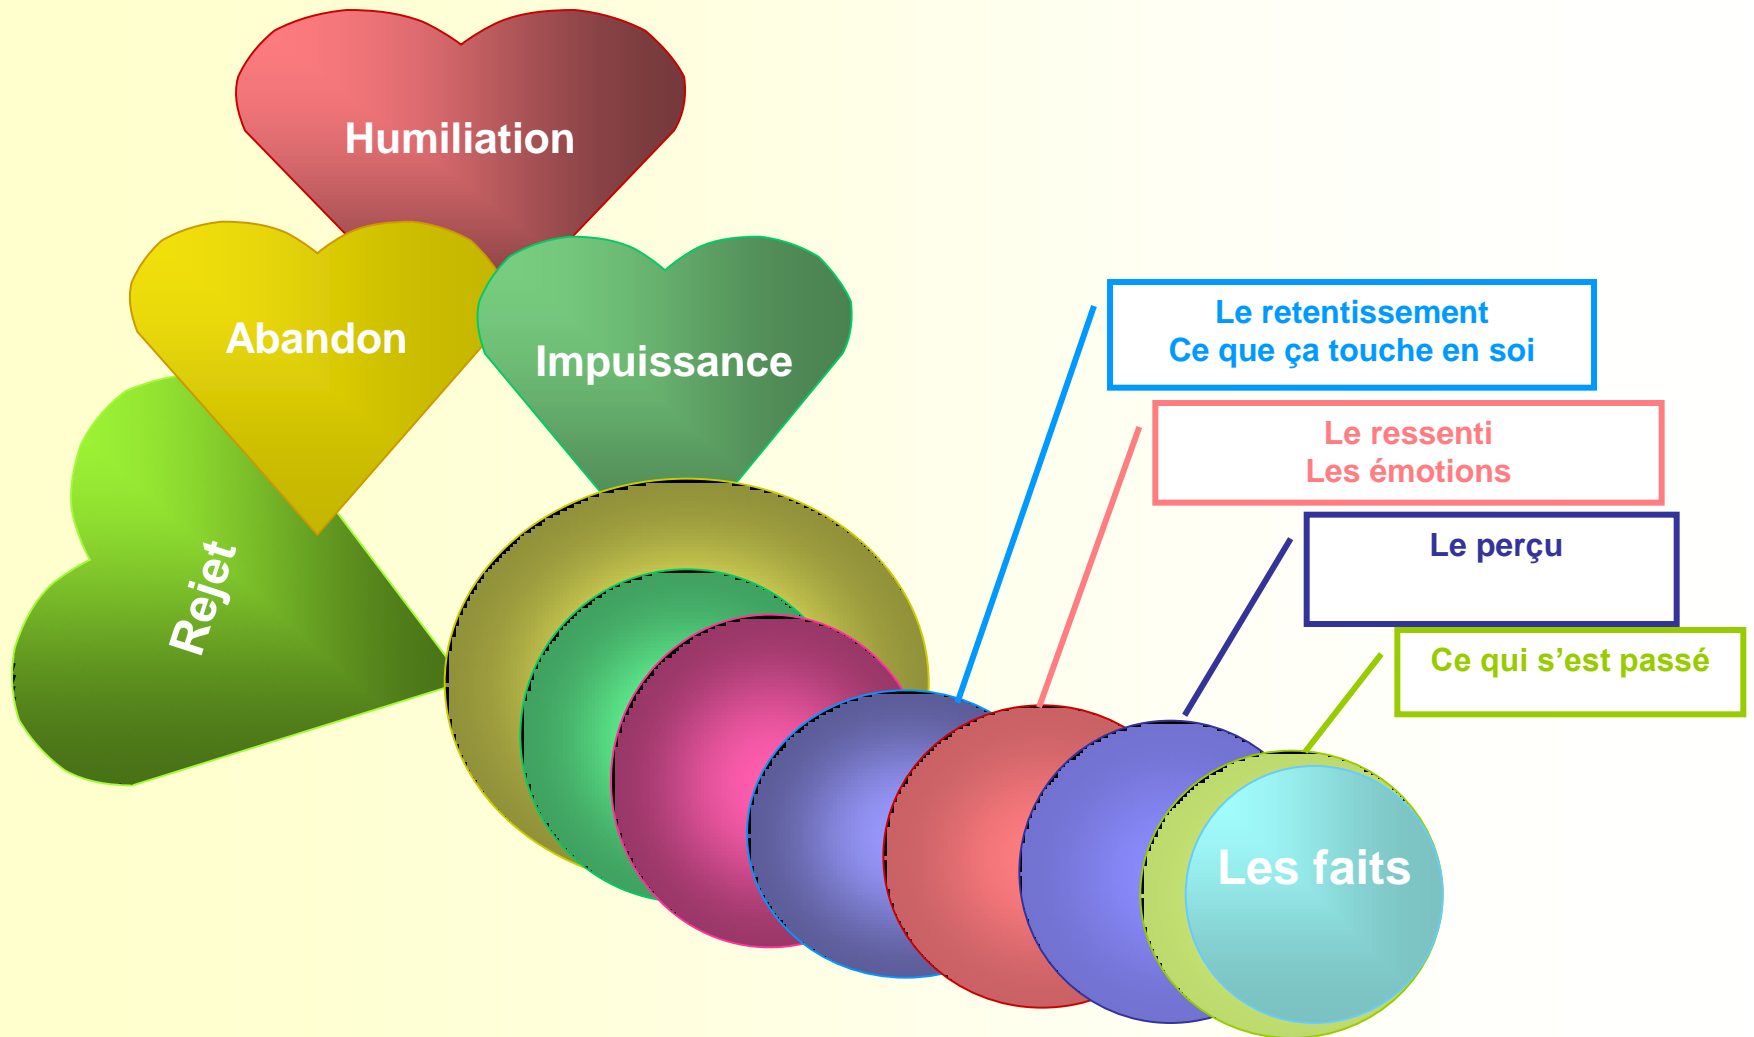 Humiliation
Abandon
Impuissance
Rejet
Le retentissement
Ce que ça touche en soi
Le ressenti
Les émotions
Le perçu
Ce qui s’est passé
Les faits